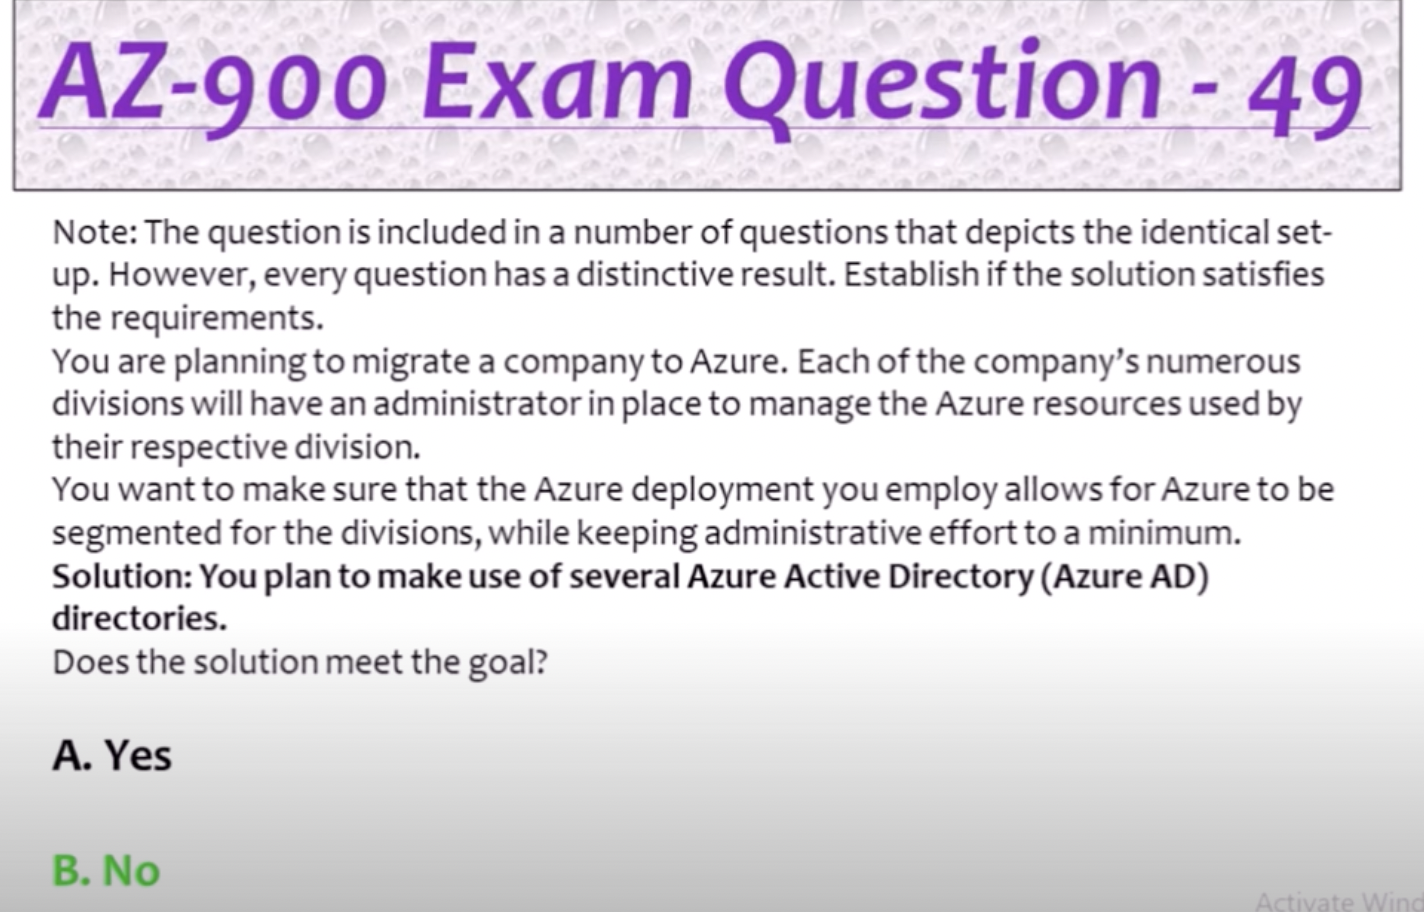 AZ-900 Exam Question - 49
Note: The question is included in a number of questions that depicts the identical set-
up. However, every question has a distinctive result. Establish if the solution satisfies
the requirements.
You are planning to migrate a company to Azure. Each of the company’s numerous
divisions will have an administrator in place to manage the Azure resources used by
their respective division.
You want to make sure that the Azure deployment you employ allows for Azure to be
segmented for the divisions, while keeping administrative effort to a minimum.
Solution: You plan to make use of several Azure Active Directory (Azure AD)
directories.
Does the solution meet the goal?
A. Yes
B. No
Activate Wind